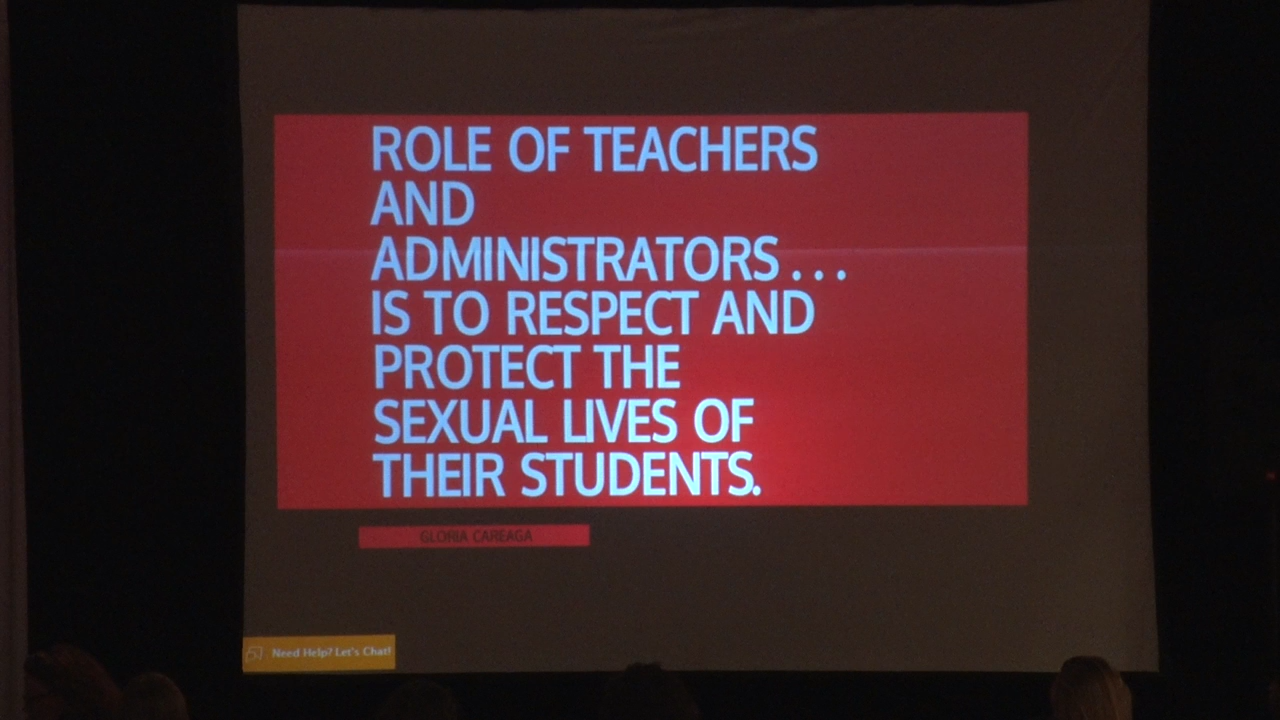 ROLE OF TEACHERS
AND
ADMINISTRATORS...
IS TO RESPECT AND
PROTECT THE
SEXUAL LIVES OF
THEIR STUDENTS.
GLORIA CAREAGA
Need Help? Let's Chat!